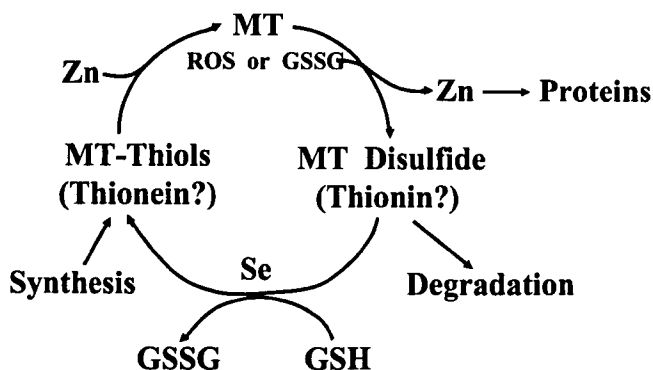 MT
ROS or GSSG
Zn
Zn
Proteins
MT-Thiols
(Thionein?)
MT Disulfide
(Thionin?)
Synthesis
Se
Degradation
GSSG
GSH